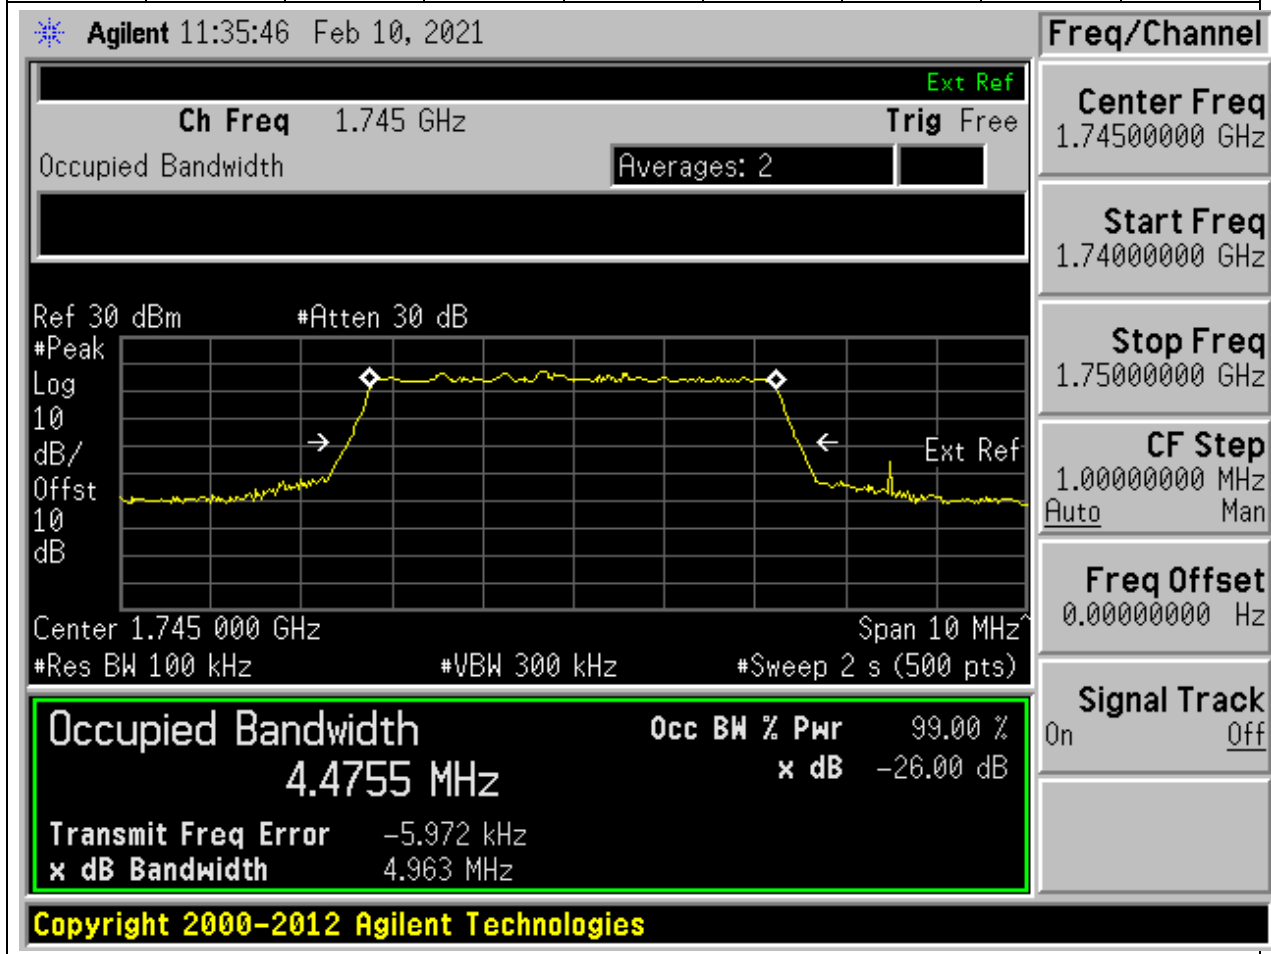 Agilent 11:35:46 Feb 10, 2021
Freq/Channel
Ext Ref
Ch Freq 1.745 GHz Trig Free
Occupied Bandwidth Averages: 2
Center Freq
1.74500000 GHz
Start Freq
1.74000000 GHz
Stop Freq
1.75000000 GHz
CF Step
1.00000000 MHz
Auto Man
Freq Offset
0.00000000 Hz
Signal Track
On Off
Ref 30 dBm #Atten 30 dB
#Peak
Log
10
dB/
Offst
10
dB
Ext Ref
Center 1.745 000 GHz Span 10 MHz^
#Res BW 100 kHz #VBW 300 kHz #Sweep 2 s (500 pts)
Occupied Bandwidth Occ BW % Pwr 99.00 %
4.4755 MHz x dB -26.00 dB
Transmit Freq Error -5.972 kHz
x dB Bandwidth 4.963 MHz
Copyright 2000-2012 Agilent Technologies